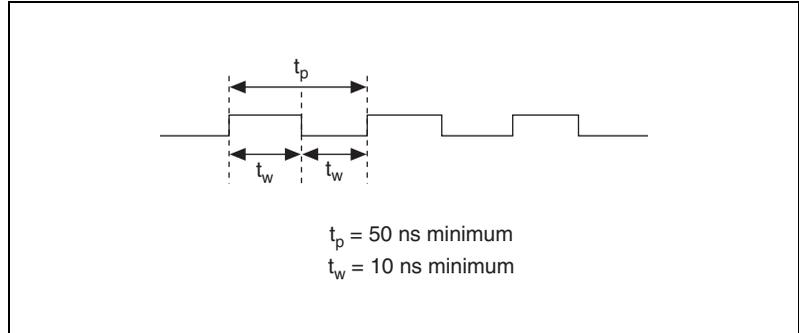 tp
tw tw
tp = 50 ns minimum
tw = 10 ns minimum